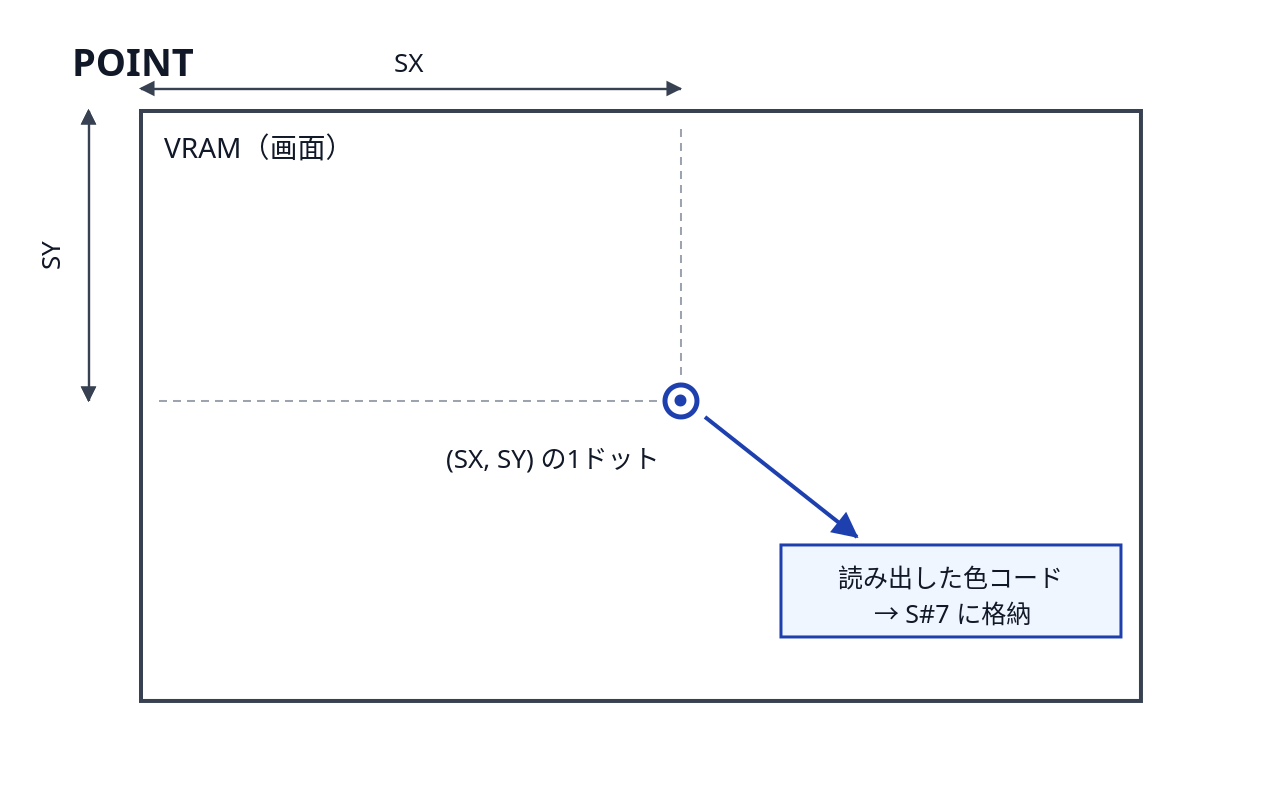 POINT
SX
VRAM（画面）
SY
(SX, SY) の1ドット
読み出した色コード
→ S#7 に格納